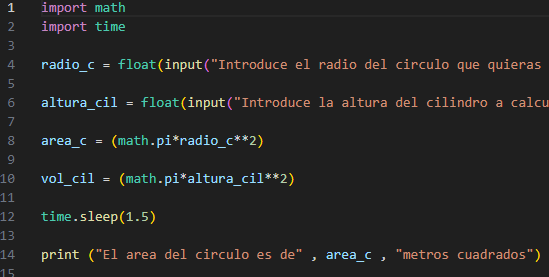 1 import math
2 import time
3
4 radio_c = float(input("Introduce el radio del circulo que quieras
5
6 altura_cil = float(input("Introduce la altura del cilindro a calcu
7
8 area_c = (math.pi*radio_c**2)
9
10 vol_cil = (math.pi*altura_cil**2)
11
12 time.sleep(1.5)
13
14 print ("El area del circulo es de" , area_c , "metros cuadrados")
15